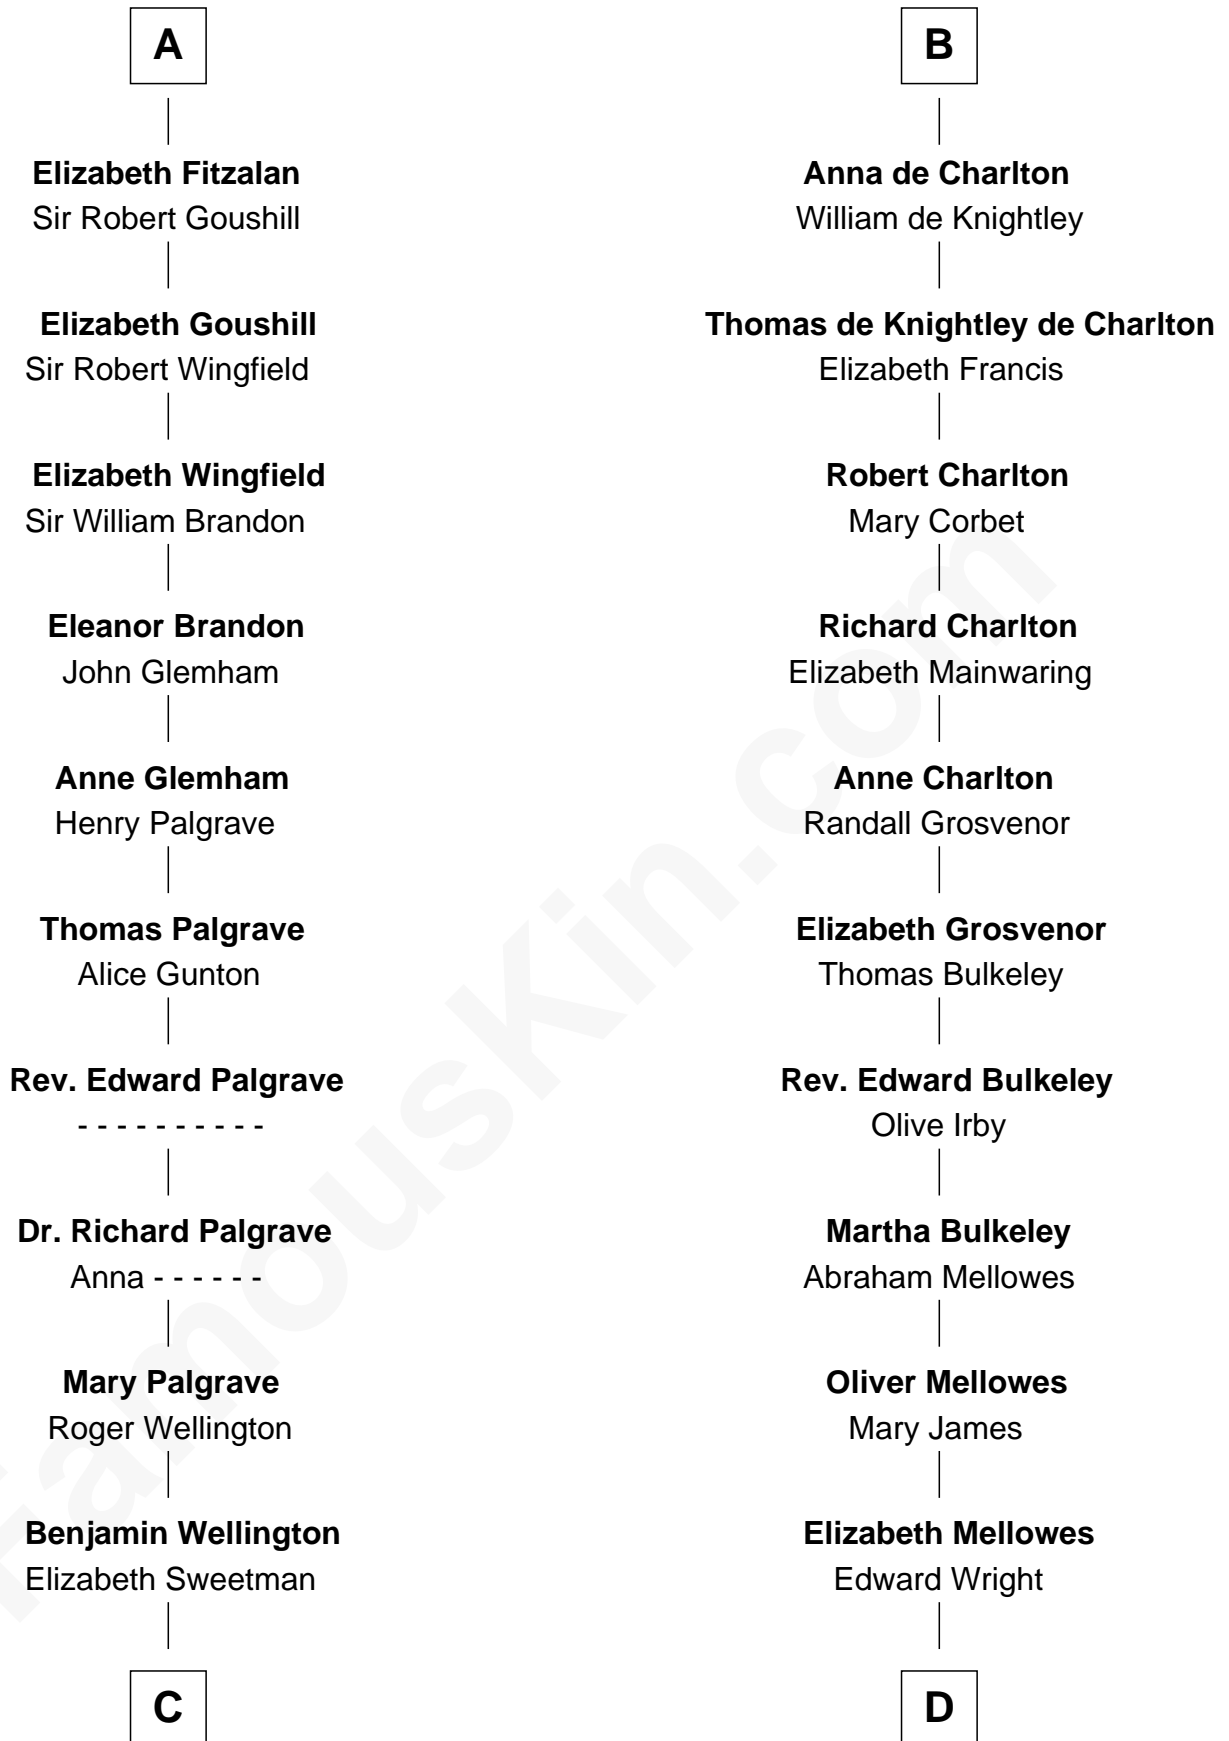 A
Elizabeth Fitzalan
Sir Robert Goushill
Elizabeth Goushill
Sir Robert Wingfield
Elizabeth Wingfield
Sir William Brandon
Eleanor Brandon
John Glemham
Anne Glemham
Henry Palgrave
Thomas Palgrave
Alice Gunton
Rev. Edward Palgrave
- - - - - - - - - -
Dr. Richard Palgrave
Anna - - - - - -
Mary Palgrave
Roger Wellington
Benjamin Wellington
Elizabeth Sweetman
C
B
Anna de Charlton
William de Knightley
Thomas de Knightley de Charlton
Elizabeth Francis
Robert Charlton
Mary Corbet
Richard Charlton
Elizabeth Mainwaring
Anne Charlton
Randall Grosvenor
Elizabeth Grosvenor
Thomas Bulkeley
Rev. Edward Bulkeley
Olive Irby
Martha Bulkeley
Abraham Mellowes
Oliver Mellowes
Mary James
Elizabeth Mellowes
Edward Wright
D
FamousKin.com